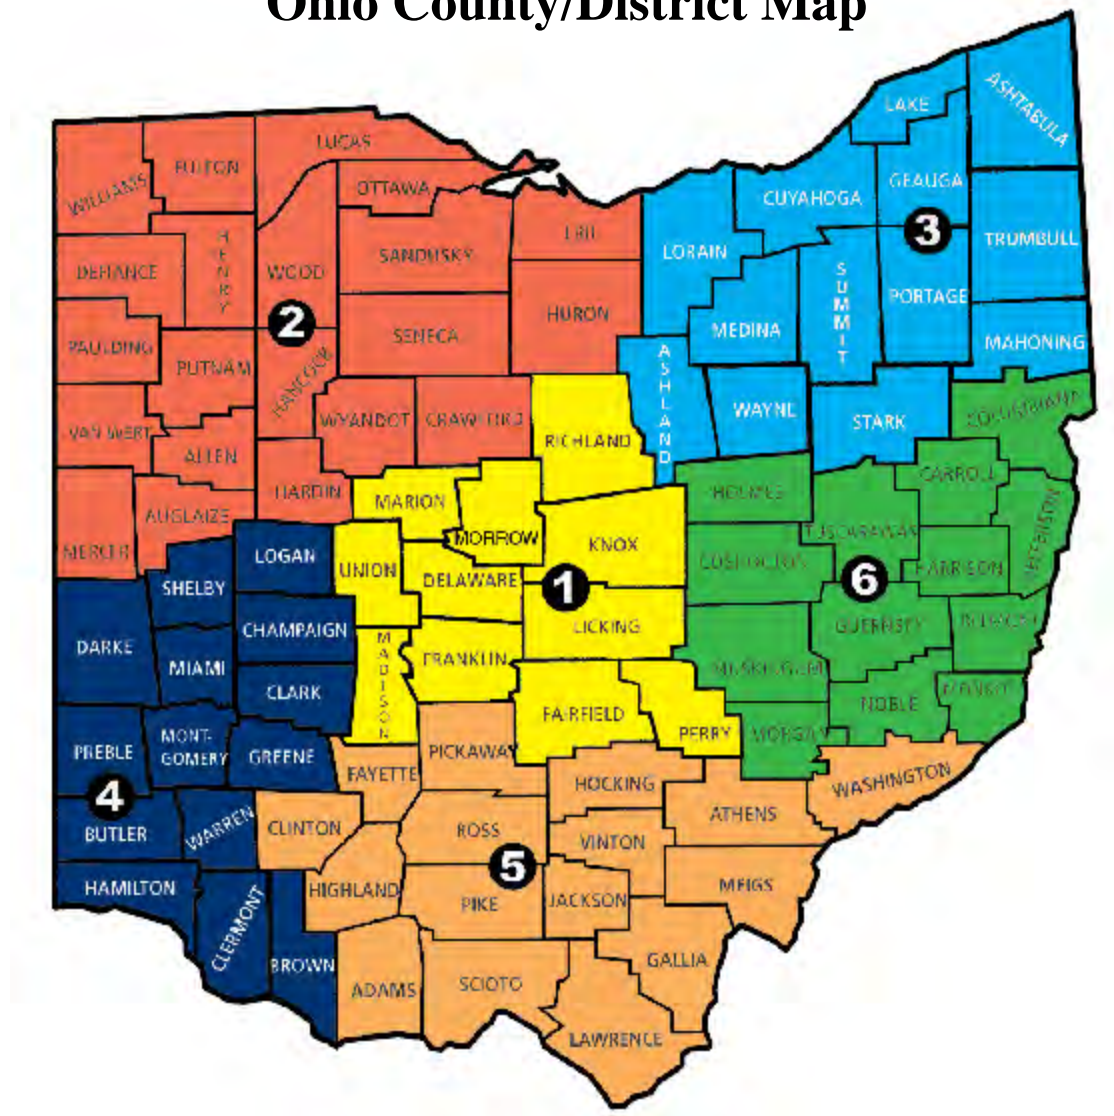 Ohio County/District Map
LAKE
ASHTABULA
LUCAS
FULTON
WILLIAMS
OTTAWA
GEAUGA
CUYAHOGA
3
ERIE
HENRY
TRUMBULL
LORAIN
SANDUSKY
DEFIANCE
WOOD
SUMMIT
PORTAGE
HURON
2
MEDINA
SENECA
MAHONING
PAULDING
PUTNAM
HANCOCK
ASHLAND
WAYNE
COLUMBIANA
WYANDOT
CRAWFORD
STARK
VAN WERT
RICHLAND
ALLEN
CARROLL
HARDIN
HOLMES
MARION
AUGLAIZE
JEFFERSON
TUSCARAWAS
MORROW
KNOX
MERCER
LOGAN
COSHOCTON
HARRISON
UNION
DELAWARE
6
1
SHELBY
CHAMPAIGN
LICKING
GUERNSEY
BELMONT
DARKE
MADISON
FRANKLIN
MIAMI
MUSKINGUM
CLARK
MONROE
NOBLE
FAIRFIELD
PERRY
MORGAN
MONT-
GOMERY
PREBLE
GREENE
PICKAWAY
FAYETTE
HOCKING
WASHINGTON
4
ATHENS
WARREN
CLINTON
ROSS
BUTLER
VINTON
5
HAMILTON
HIGHLAND
MEIGS
PIKE
JACKSON
CLERMONT
BROWN
GALLIA
ADAMS
SCIOTO
LAWRENCE